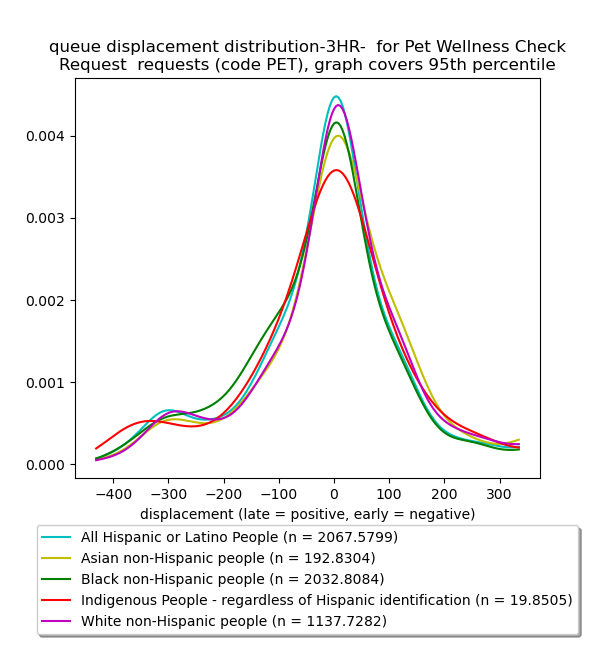 queue displacement distribution-3HR-  for Pet Wellness Check
Request  requests (code PET), graph covers 95th percentile
0.004
0.003
0.002
0.001
0.000
−400 −300 −200 −100 0 100 200 300
displacement (late = positive, early = negative)
All Hispanic or Latino People (n = 2067.5799)
Asian non-Hispanic people (n = 192.8304)
Black non-Hispanic people (n = 2032.8084)
Indigenous People - regardless of Hispanic identification (n = 19.8505)
White non-Hispanic people (n = 1137.7282)